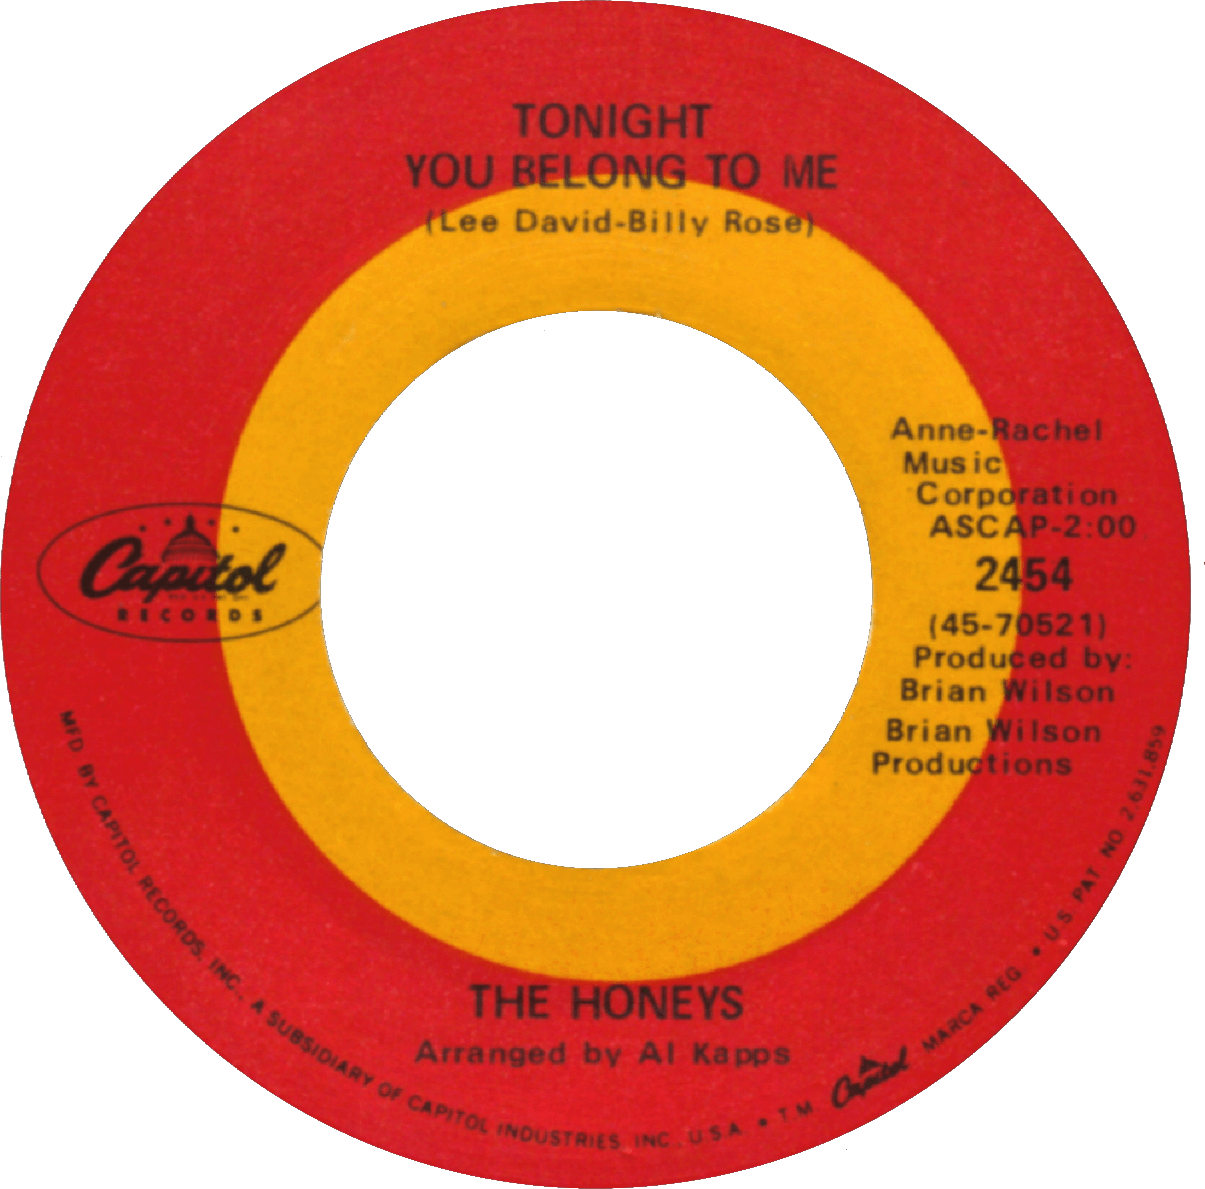 TONIGHT
YOU BELONG TO ME
(Lee David-Billy Rose)
Anne-Rachel
Music
Corporation
ASCAP-2:00
2454
(45-70521)
Produced by:
Brian Wilson
Brian Wilson
Productions
Capitol
RECORDS
THE HONEYS
Arranged by Al Kapps
MFD BY CAPITOL RECORDS, INC., A SUBSIDIARY OF CAPITOL INDUSTRIES, INC., U.S.A. • T M Capitol MARCA REG • U.S. PAT NO 2,631,859